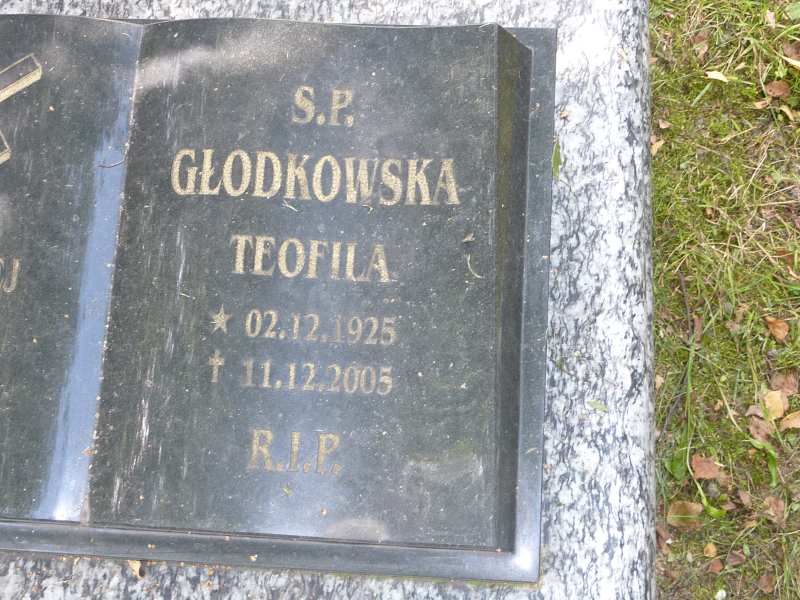 S.P.
GŁODKOWSKA
TEOFILA
02.12.1925
11.12.2005
R.I.P.